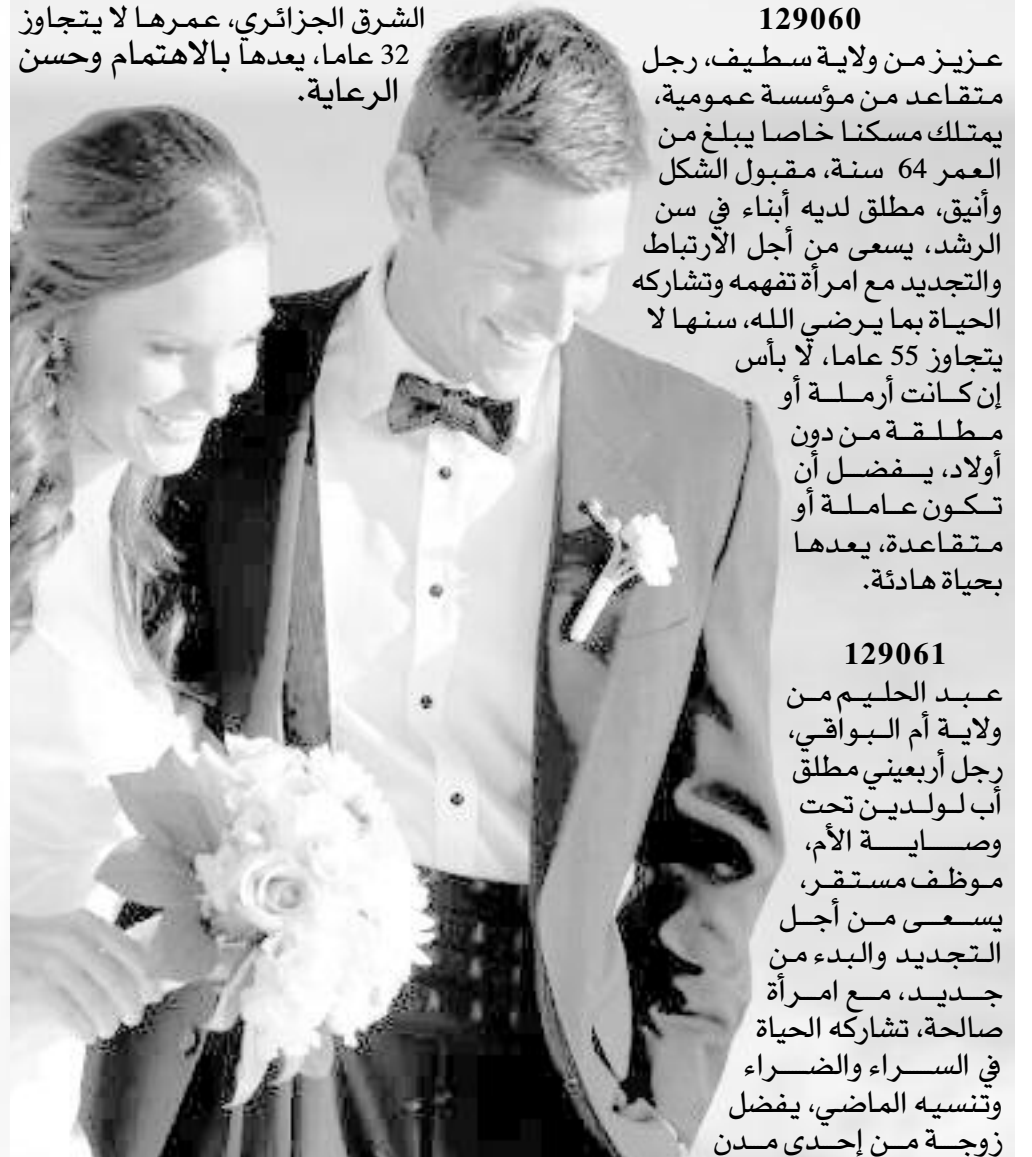 129060
عزيز من ولاية سطيف، رجل
متقاعد من مؤسسة عمومية،
يمتلك مسكنا خاصا يبلغ من
العمر 64 سنة، مقبول الشكل
وأنيق، مطلق لديه أبناء في سن
الرشد، يسعى من أجل الارتباط
والتجديد مع امرأة تفهمه وتشاركه
الحياة بما يرضي الله، سنها لا
يتجاوز 55 عاما، لا بأس
إن كانت أرملة أو
مطلقة من دون
أولاد، يفضل أن
تكون عاملة أو
متقاعدة، يعدها
بحياة هادئة.
129061
عبد الحليم من
ولاية أم البواقي،
رجل أربعيني مطلق
أب لولدين تحت
وصاية الأم،
موظف مستقر،
يسعى من أجل
التجديد والبدء من
جديد، مع امرأة
صالحة، تشاركه الحياة
في السراء والضراء
وتنسيه الماضي، يفضل
زوجة من إحدى مدن
الشرق الجزائري، عمرها لا يتجاوز
32 عاما، يعدها بالاهتمام وحسن
الرعاية.